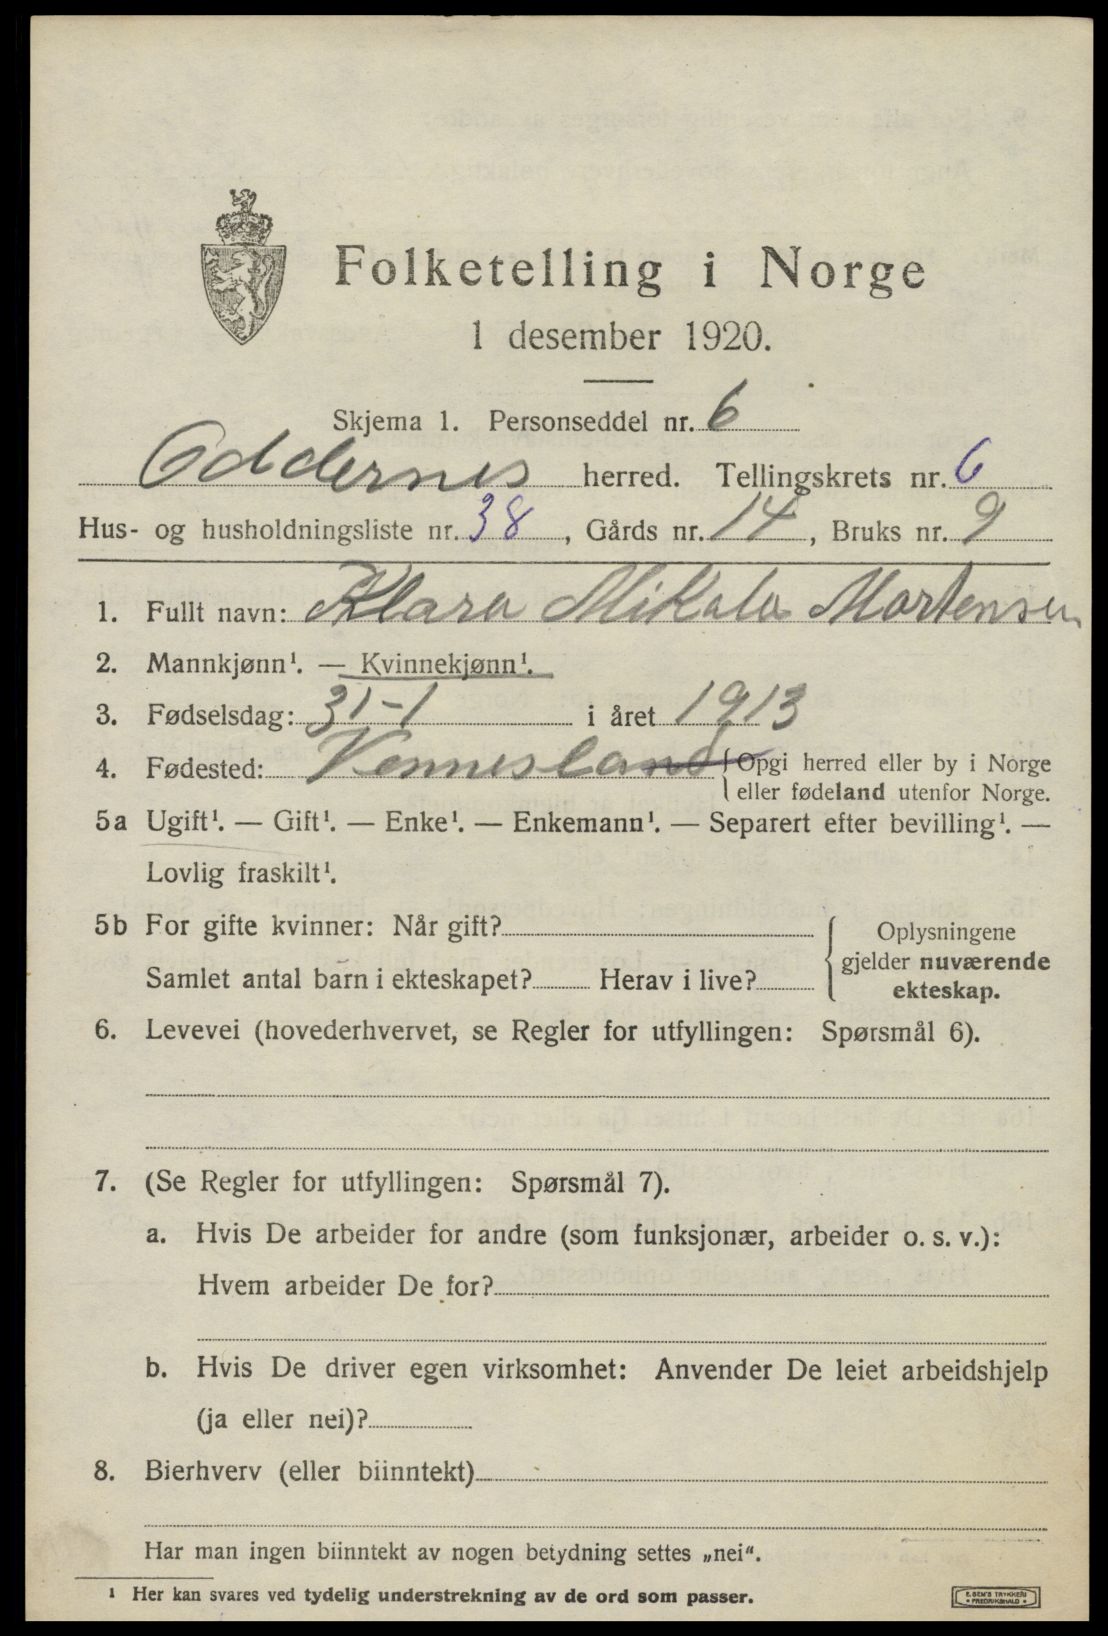 Folketelling i Norge
1 desember 1920.
Skjema 1. Personseddel nr. 6
Oddernes herred. Tellingskrets nr. 6
Hus- og husholdningsliste nr. 38, Gårds nr. 14, Bruks nr. 9
1. Fullt navn: Klara Mikala Mortensen
2. Mannkjønn¹. — Kvinnekjønn¹.
3. Fødselsdag: 31-1 i året 1913
4. Fødested: Vennesland {Opgi herred eller by i Norge
eller fødeland utenfor Norge.
5a Ugift¹. — Gift¹. — Enke¹. — Enkemann¹. — Separert efter bevilling¹. —
Lovlig fraskilt¹.
5b For gifte kvinner: Når gift? Oplysningene
Samlet antal barn i ekteskapet? Herav i live? gjelder nuværende
ekteskap.
6. Levevei (hovederhvervet, se Regler for utfyllingen: Spørsmål 6).
7. (Se Regler for utfyllingen: Spørsmål 7).
a. Hvis De arbeider for andre (som funksjonær, arbeider o. s. v.):
Hvem arbeider De for?
b. Hvis De driver egen virksomhet: Anvender De leiet arbeidshjelp
(ja eller nei)?
8. Bierhverv (eller biinntekt)
Har man ingen biinntekt av nogen betydning settes „nei".
¹ Her kan svares ved tydelig understrekning av de ord som passer.
E. SEM'S TRYKKERI
• FREDRIKSHALD •